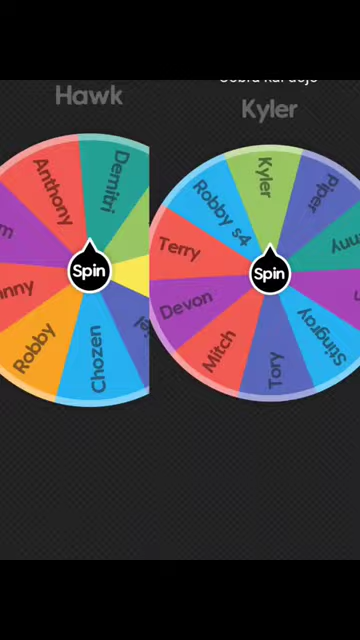 Hawk
Kyler
Anthony
Demitri
Robby
Chozen
Spin
Kyler
Piper
Stingray
Tory
Mitch
Devon
Terry
Robby s4
Spin